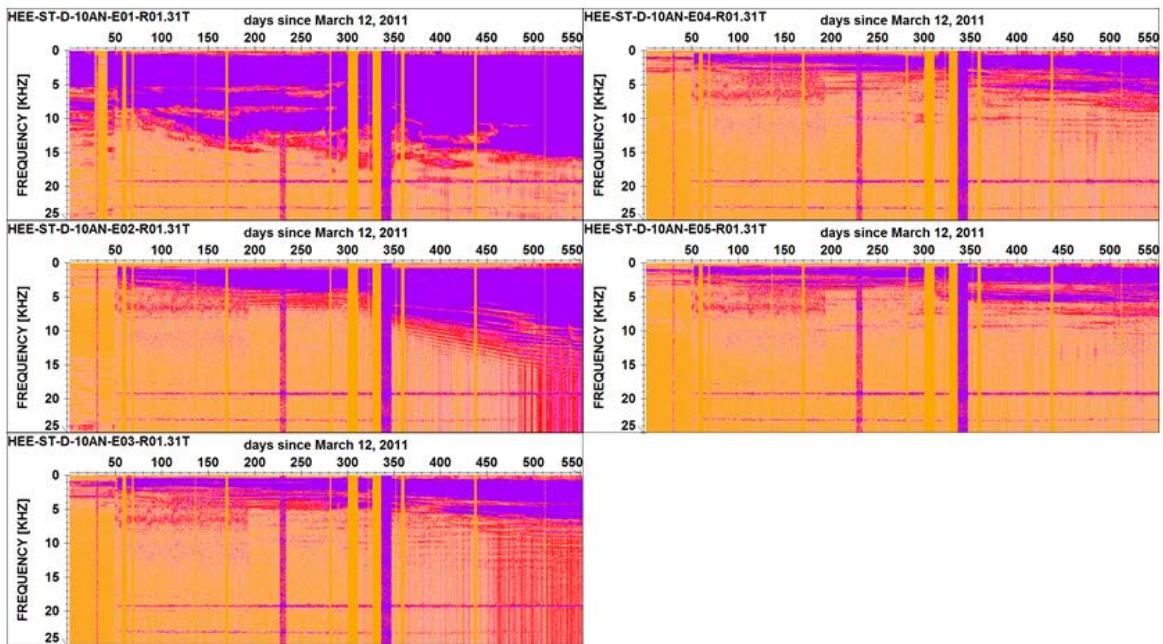 HEE-ST-D-10AN-E01-R01.31T days since March 12, 2011
50 100 150 200 250 300 350 400 450 500 550
FREQUENCY [KHZ]
0
5
10
15
20
25
HEE-ST-D-10AN-E04-R01.31T days since March 12, 2011
50 100 150 200 250 300 350 400 450 500 550
FREQUENCY [KHZ]
0
5
10
15
20
25
HEE-ST-D-10AN-E02-R01.31T days since March 12, 2011
50 100 150 200 250 300 350 400 450 500 550
FREQUENCY [KHZ]
0
5
10
15
20
25
HEE-ST-D-10AN-E05-R01.31T days since March 12, 2011
50 100 150 200 250 300 350 400 450 500 550
FREQUENCY [KHZ]
0
5
10
15
20
25
HEE-ST-D-10AN-E03-R01.31T days since March 12, 2011
50 100 150 200 250 300 350 400 450 500 550
FREQUENCY [KHZ]
0
5
10
15
20
25